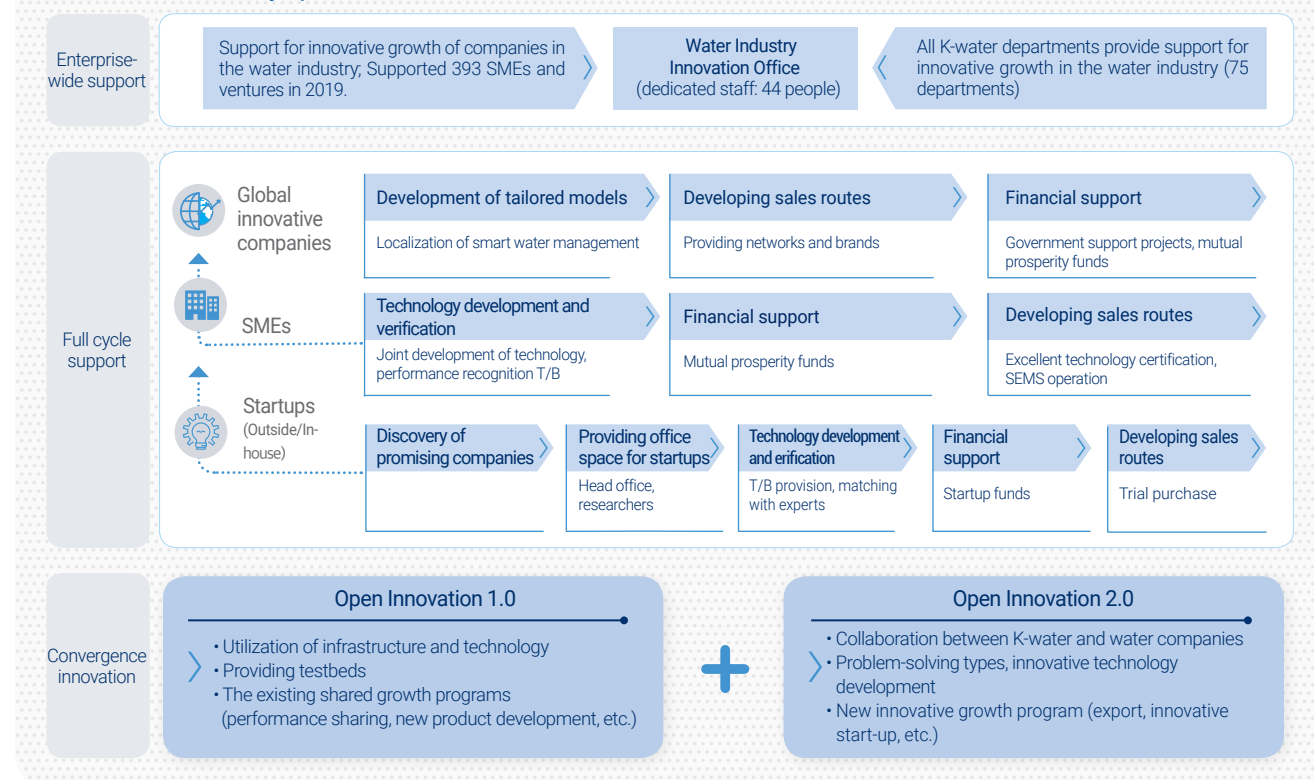 Enterprise-
wide support
Support for innovative growth of companies in
the water industry; Supported 393 SMEs and
ventures in 2019.
Water Industry
Innovation Office
(dedicated staff: 44 people)
All K-water departments provide support for
innovative growth in the water industry (75
departments)
Full cycle
support
Global
innovative
companies
Development of tailored models
Localization of smart water management
Developing sales routes
Providing networks and brands
Financial support
Government support projects, mutual
prosperity funds
SMEs
Technology development and
verification
Joint development of technology,
performance recognition T/B
Financial support
Mutual prosperity funds
Developing sales routes
Excellent technology certification,
SEMS operation
Startups
(Outside/In-
house)
Discovery of
promising companies
Providing office
space for startups
Head office,
researchers
Technology development
and erification
T/B provision, matching
with experts
Financial
support
Startup funds
Developing sales
routes
Trial purchase
Convergence
innovation
Open Innovation 1.0
• Utilization of infrastructure and technology
• Providing testbeds
• The existing shared growth programs
(performance sharing, new product development, etc.)
Open Innovation 2.0
• Collaboration between K-water and water companies
• Problem-solving types, innovative technology
development
• New innovative growth program (export, innovative
start-up, etc.)